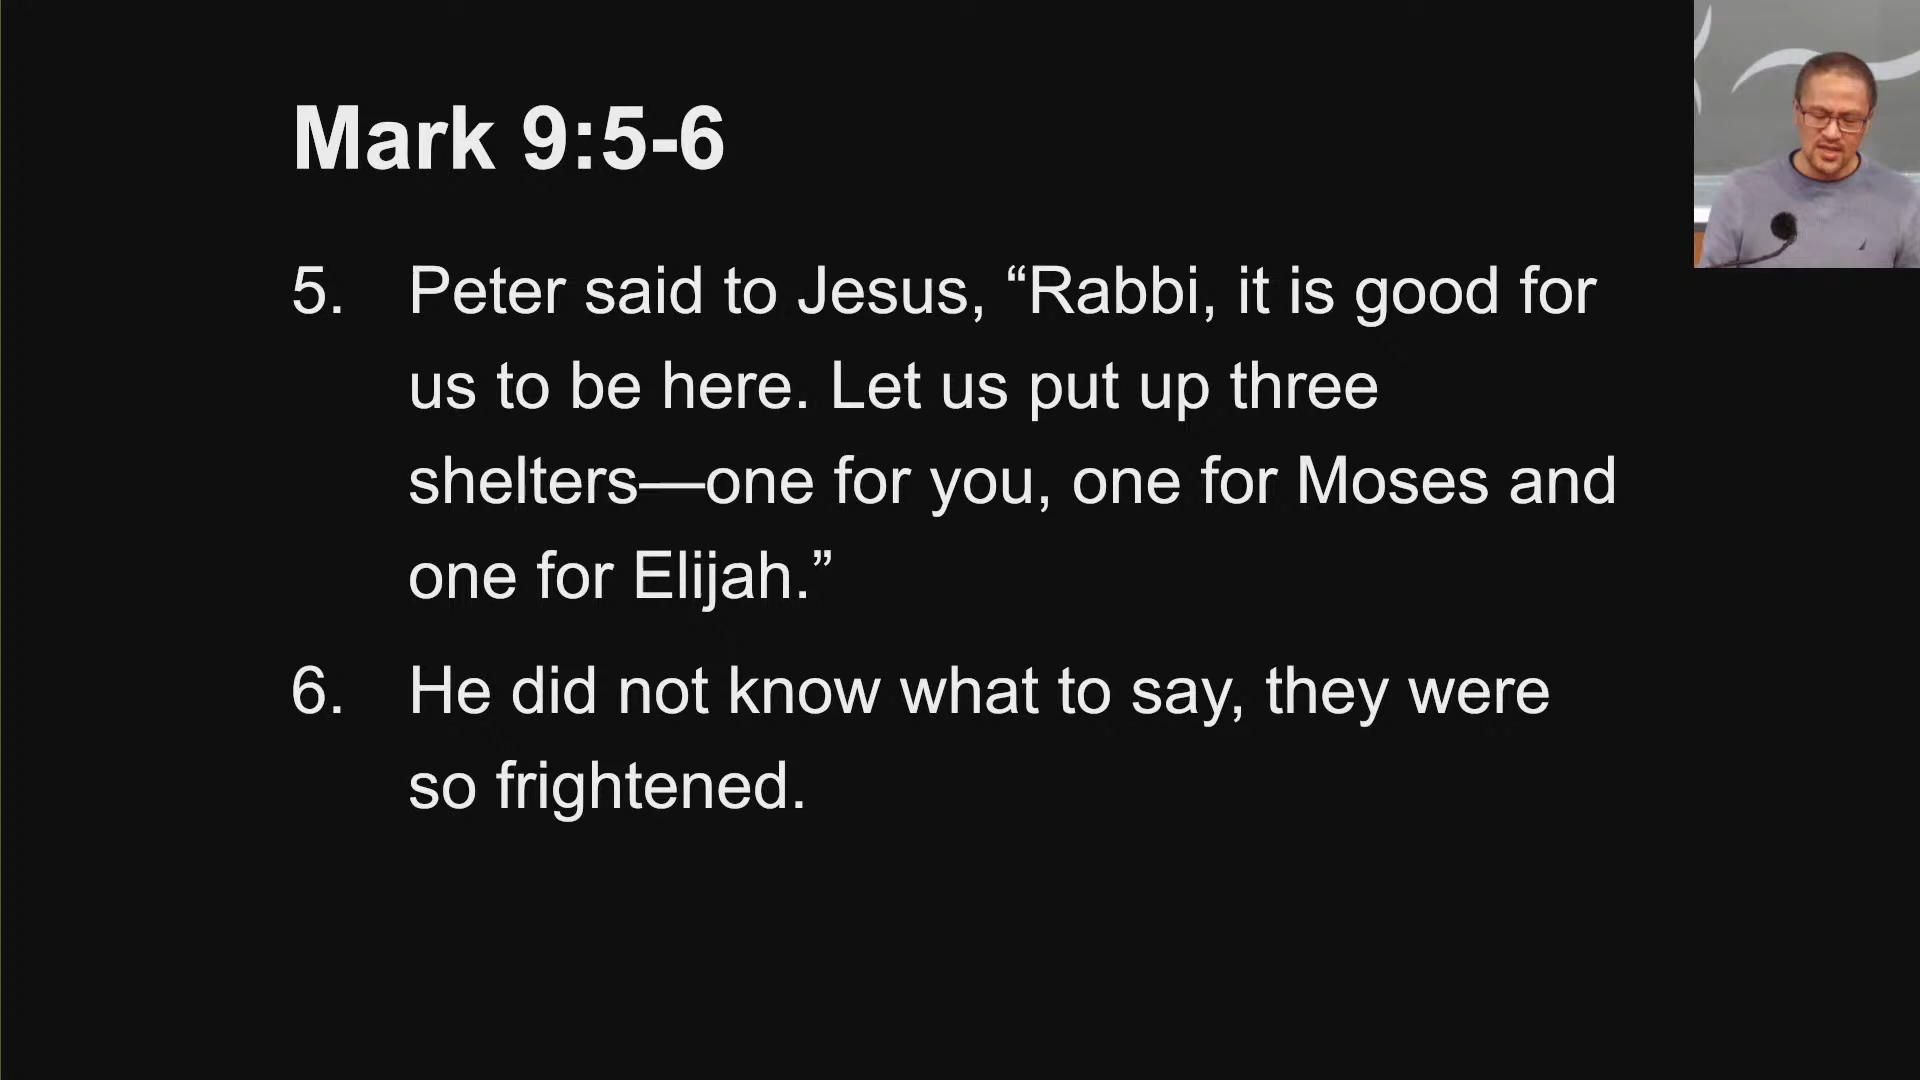 Mark 9:5-6
5. Peter said to Jesus, “Rabbi, it is good for
us to be here. Let us put up three
shelters—one for you, one for Moses and
one for Elijah.”
6. He did not know what to say, they were
so frightened.